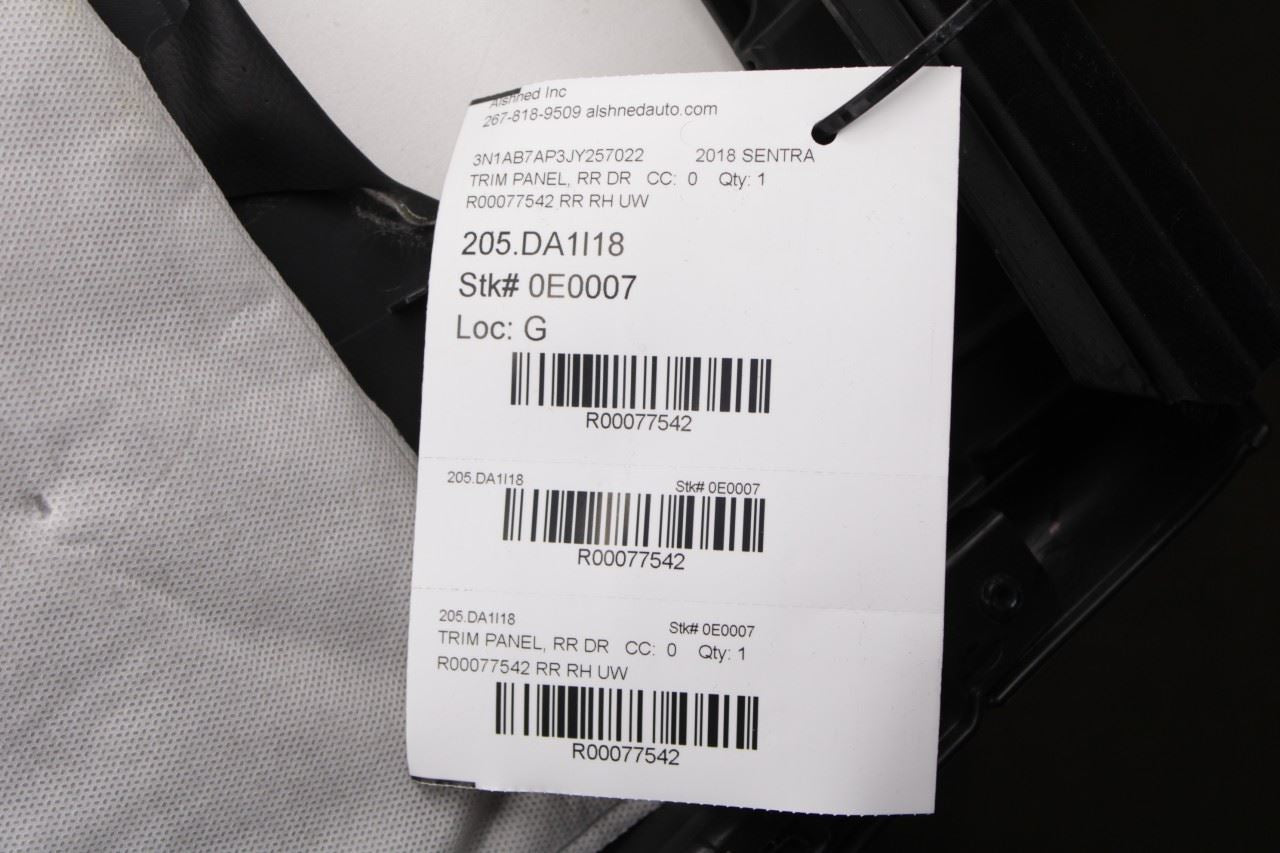 Alshned Inc
267-818-9509 alshnedauto.com
3N1AB7AP3JY257022 2018 SENTRA
TRIM PANEL, RR DR CC: 0 Qty: 1
R00077542 RR RH UW
205.DA1I18
Stk# 0E0007
Loc: G
R00077542
205.DA1I18 Stk# 0E0007
R00077542
205.DA1I18 Stk# 0E0007
TRIM PANEL, RR DR CC: 0 Qty: 1
R00077542 RR RH UW
R00077542